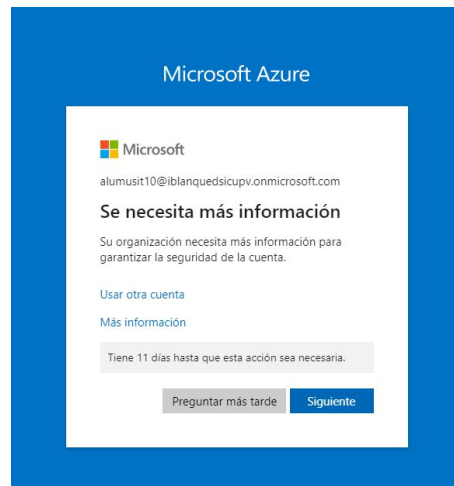 Microsoft Azure
Microsoft
alumusit10@iblanquedsicupv.onmicrosoft.com
Se necesita más información
Su organización necesita más información para
garantizar la seguridad de la cuenta.
Usar otra cuenta
Más información
Tiene 11 días hasta que esta acción sea necesaria.
Preguntar más tarde
Siguiente